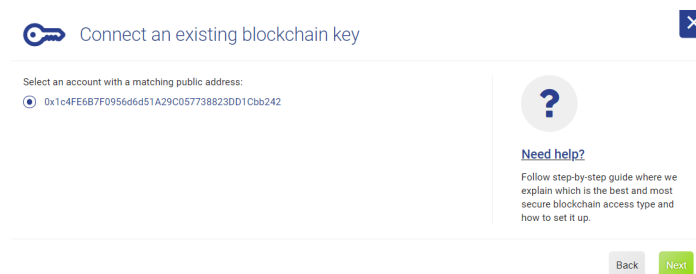 Connect an existing blockchain key
Select an account with a matching public address:
0x1c4FE6B7F0956d6d51A29C057738823DD1Cbb242
?
Need help?
Follow step-by-step guide where we
explain which is the best and most
secure blockchain access type and
how to set it up.
Back
Next